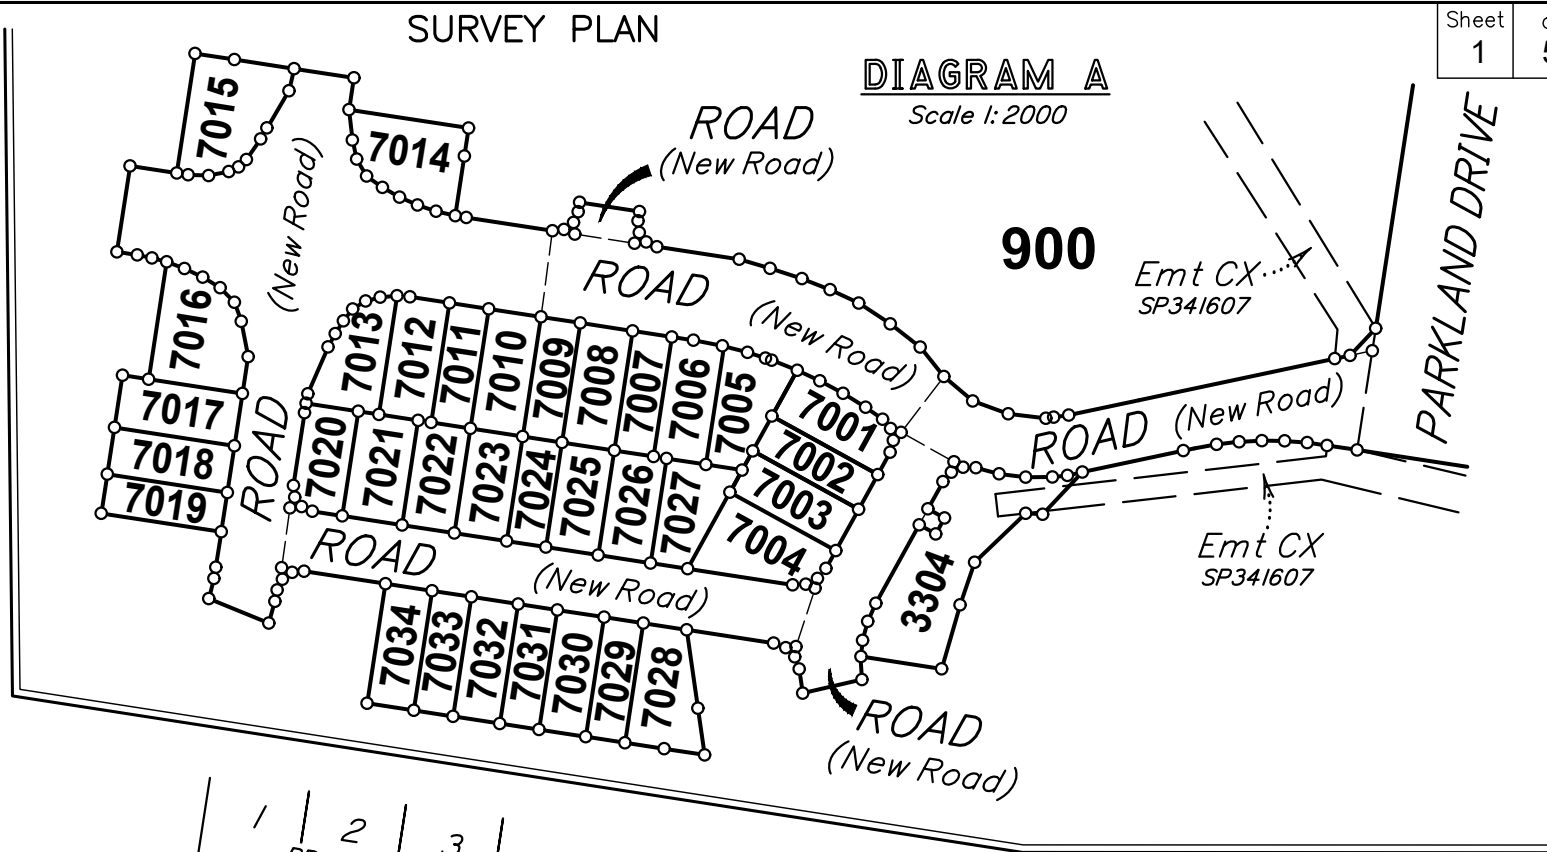 SURVEY PLAN
Sheet
1
DIAGRAM A
Scale 1:2000
ROAD
(New Road)
7015
7014
(New Road)
PARKLAND DRIVE
900
Emt CX
SP341607
ROAD
(New Road)
7016
7013
7012
7011
7010
7009
7008
7007
7006
7005
7001
7002
7003
7004
7017
7018
7019
ROAD
7020
7021
7022
7023
7024
7025
7026
7027
ROAD
(New Road)
ROAD (New Road)
Emt CX
SP341607
3304
7034
7033
7032
7031
7030
7029
7028
ROAD
(New Road)
1
2
3